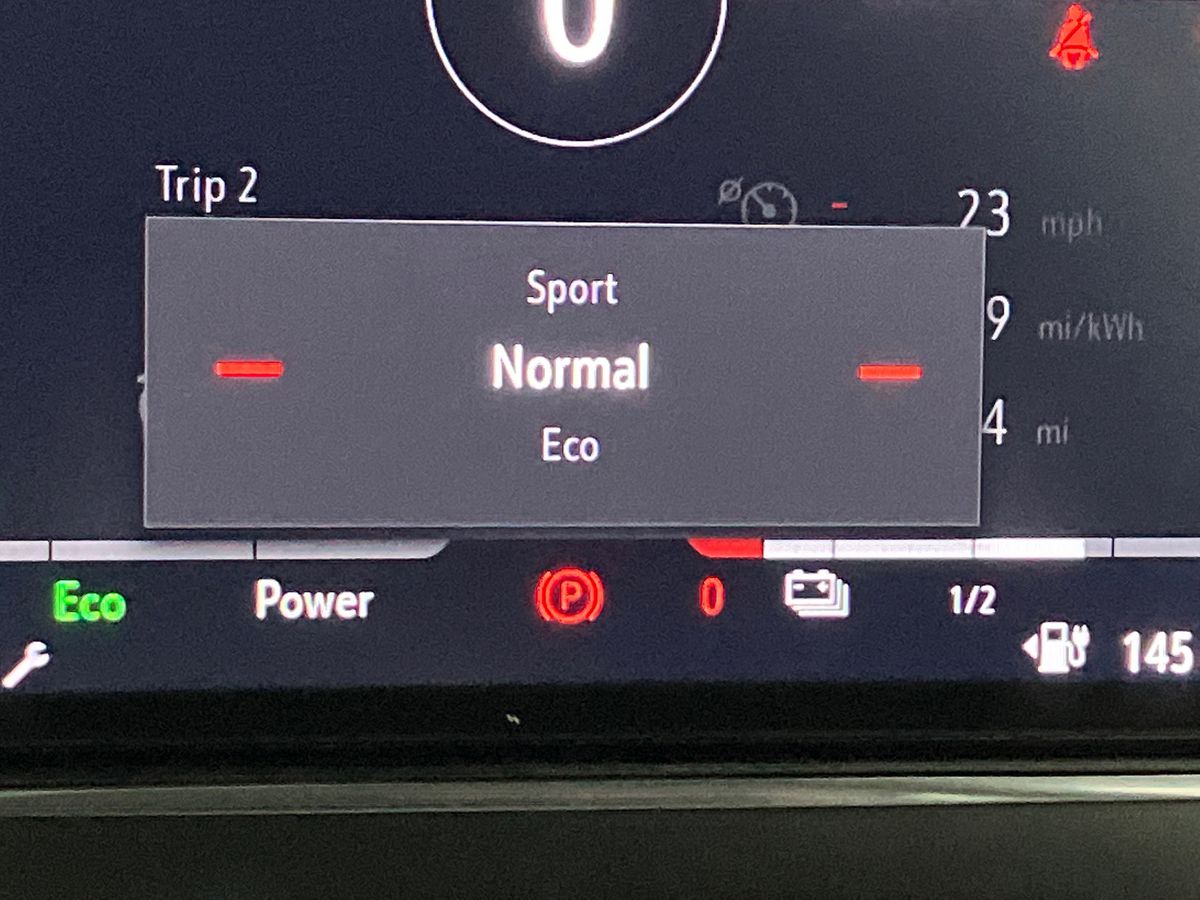 0
Trip 2
23 mph
Sport
9 mi/kWh
Normal
4 mi
Eco
Eco Power P 0 1/2
145